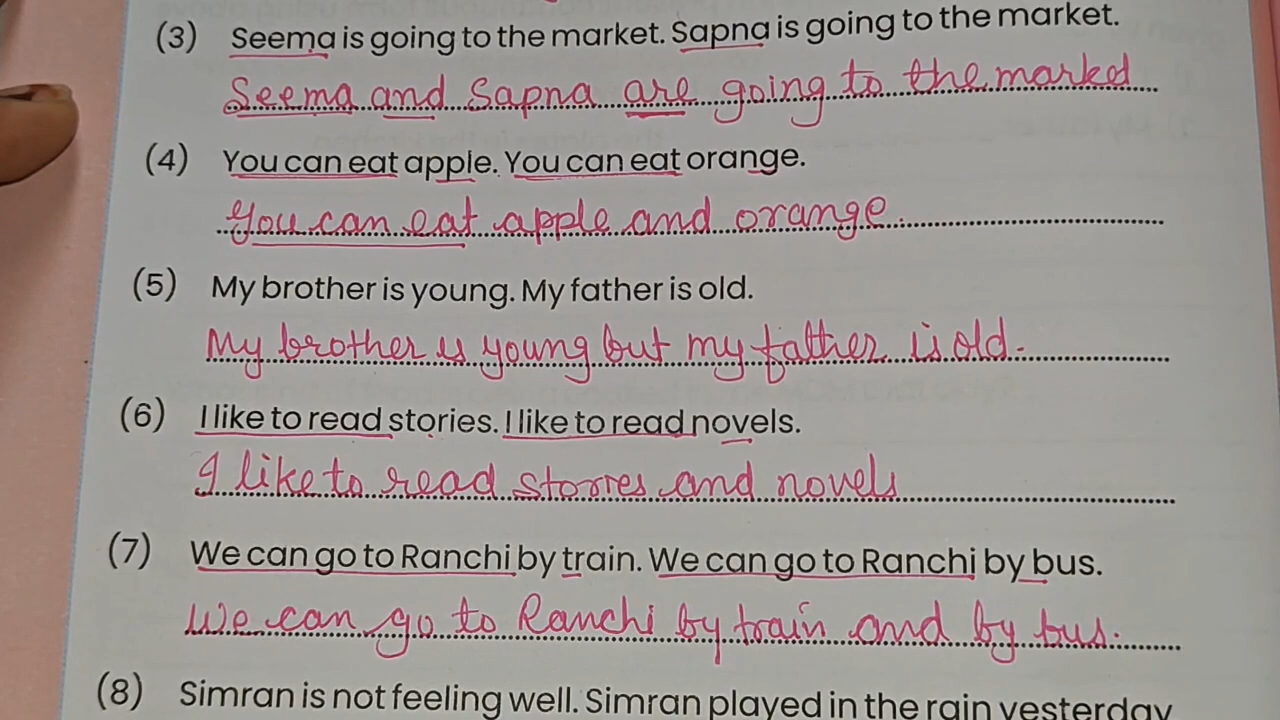 (3) Seema is going to the market. Sapna is going to the market.
Seema and Sapna are going to the marked
(4) You can eat apple. You can eat orange.
You can eat apple and orange.
(5) My brother is young. My father is old.
My brother is young but my father is old.
(6) I like to read stories. I like to read novels.
I like to read storres and novels
(7) We can go to Ranchi by train. We can go to Ranchi by bus.
We can go to Ranchi by train and by bus.
(8) Simran is not feeling well. Simran played in the rain yesterday